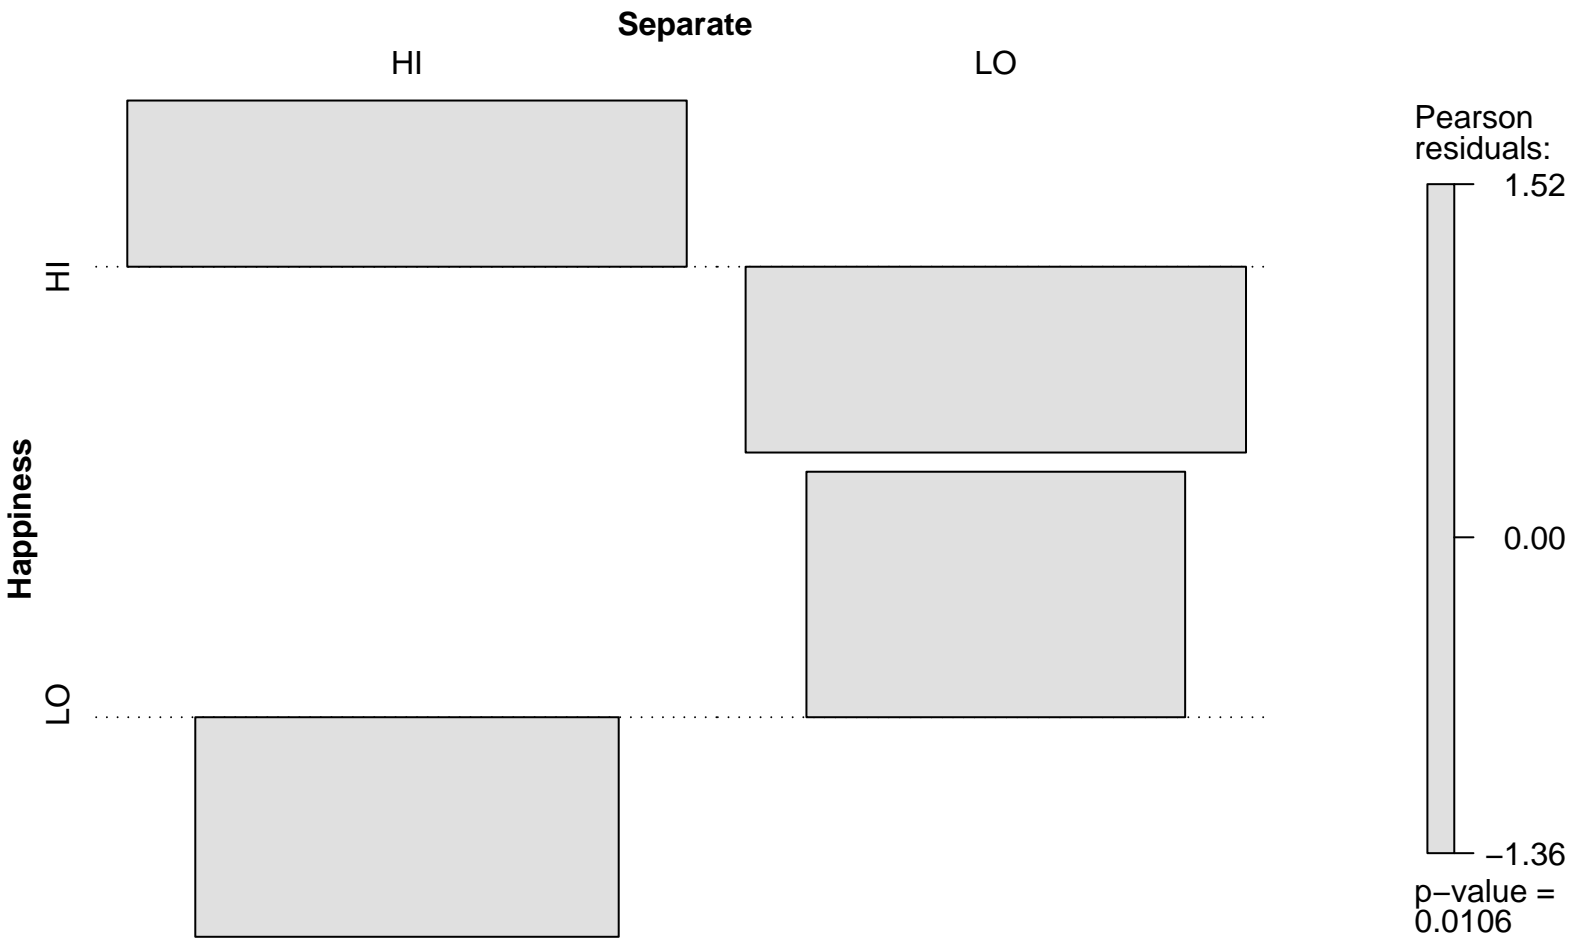 Separate
HI
LO
Happiness
HI
LO
Pearson
residuals:
1.52
0.00
−1.36
p−value =
0.0106